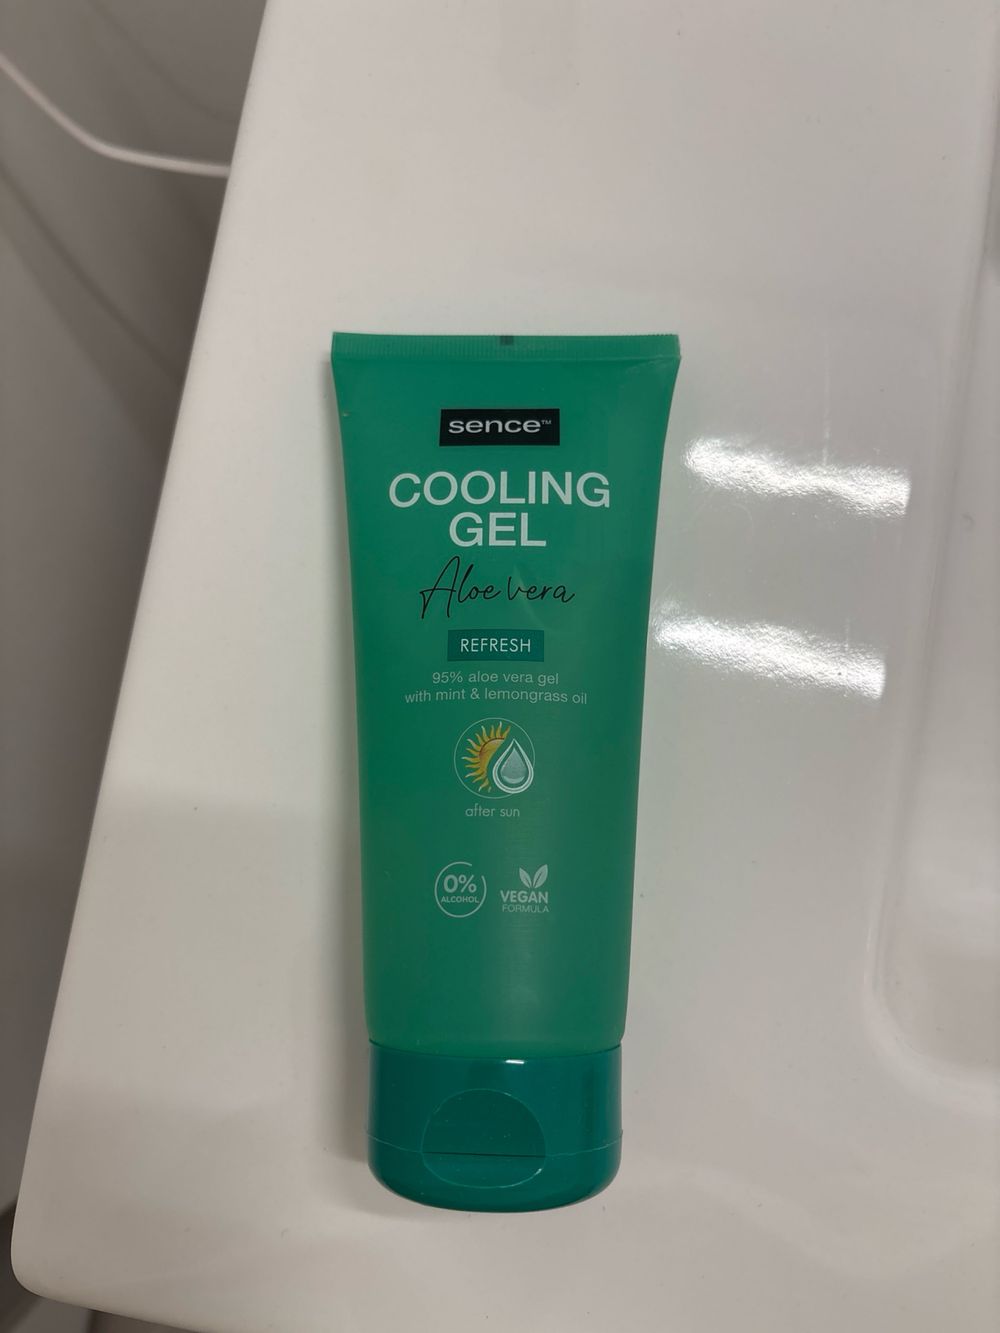 sence™
COOLING
GEL
Aloe vera
REFRESH
95% aloe vera gel
with mint & lemongrass oil
after sun
0%
ALCOHOL
VEGAN
FORMULA